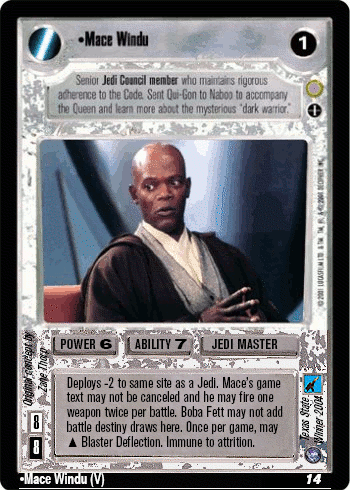 •Mace Windu
1
Senior Jedi Council member who maintains rigorous
adherence to the Code. Sent Qui-Gon to Naboo to accompany
the Queen and learn more about the mysterious "dark warrior."
POWER 6
ABILITY 7
JEDI MASTER
Deploys -2 to same site as a Jedi. Mace's game
text may not be canceled and he may fire one
weapon twice per battle. Boba Fett may not add
battle destiny draws here. Once per game, may
▲ Blaster Deflection. Immune to attrition.
Original concept by
8
8
Texas State
Winter 2004
•Mace Windu (V)
14